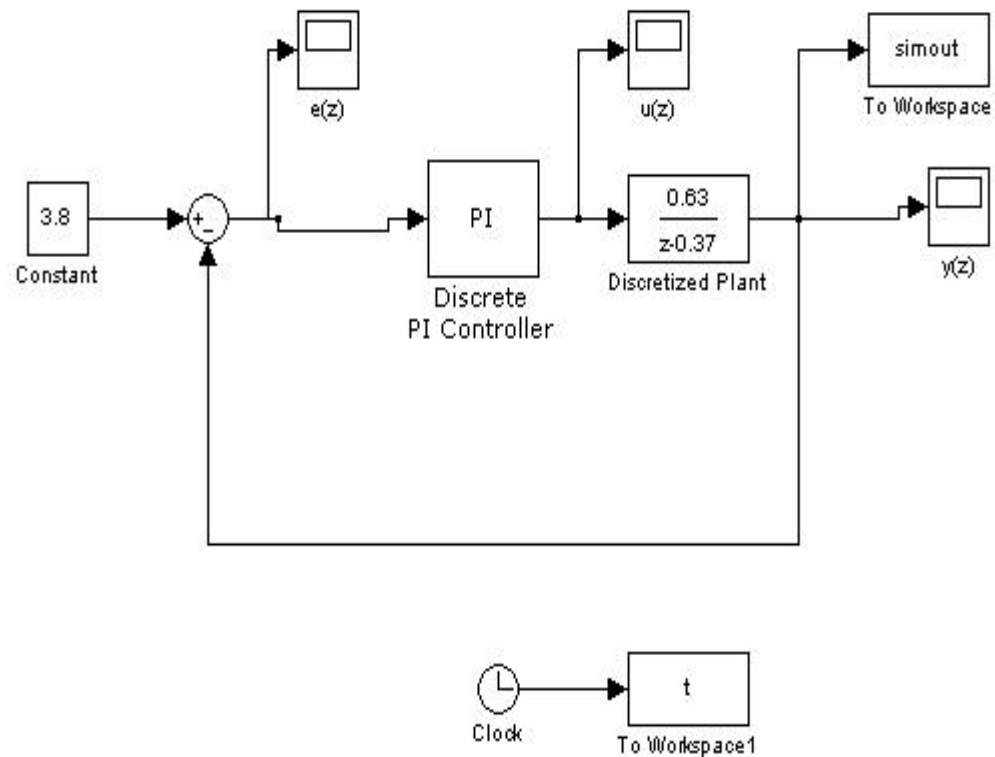 e(z)
u(z)
simout
To Workspace
3.8
Constant
+
−
PI
Discrete
PI Controller
0.63
z-0.37
Discretized Plant
y(z)
Clock
t
To Workspace1